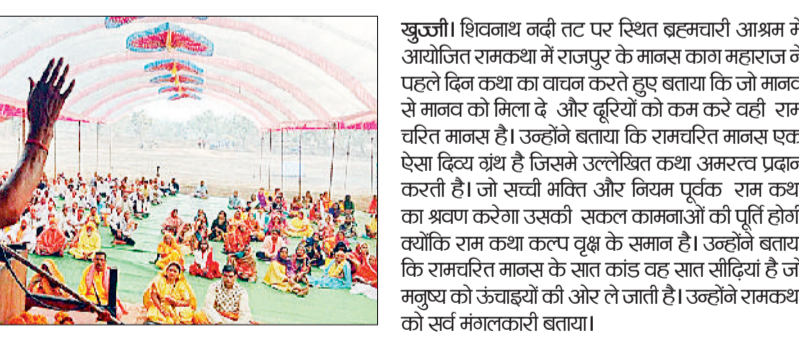 खुज्जी। शिवनाथ नदी तट पर स्थित ब्रह्मचारी आश्रम मे
आयोजित रामकथा में राजपुर के मानस काग महाराज ने
पहले दिन कथा का वाचन करते हुए बताया कि जो मानव
से मानव को मिला दे और दूरियों को कम करे वही राम
चरित मानस है। उन्होंने बताया कि रामचरित मानस एक
ऐसा दिव्य ग्रंथ है जिसमे उल्लेखित कथा अमरत्व प्रदान
करती है। जो सच्ची भक्ति और नियम पूर्वक राम कथ
का श्रवण करेगा उसकी सकल कामनाओं की पूर्ति होगी
क्योंकि राम कथा कल्प वृक्ष के समान है। उन्होंने बताय
कि रामचरित मानस के सात कांड वह सात सीढ़ियां है जो
मनुष्य को ऊंचाइयों की ओर ले जाती है। उन्होंने रामकथ
को सर्व मंगलकारी बताया।